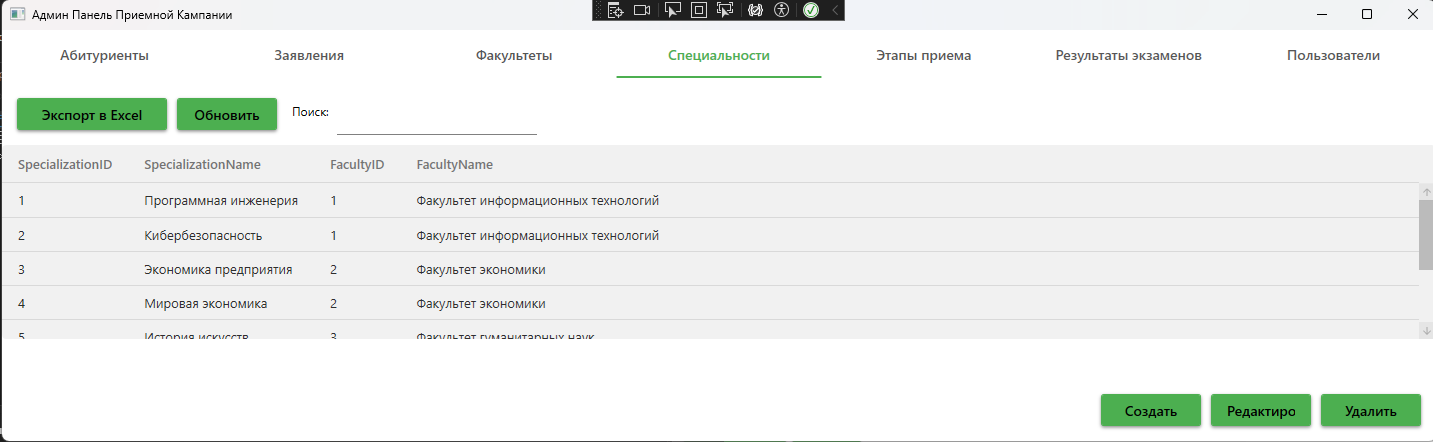 Админ Панель Приемной Кампании
Абитуриенты Заявления Факультеты Специальности Этапы приема Результаты экзаменов Пользователи
Экспорт в Excel Обновить Поиск:
SpecializationID SpecializationName FacultyID FacultyName
1 Программная инженерия 1 Факультет информационных технологий
2 Кибербезопасность 1 Факультет информационных технологий
3 Экономика предприятия 2 Факультет экономики
4 Мировая экономика 2 Факультет экономики
5 История искусств 3 Факультет гуманитарных наук
Создать Редактиро Удалить